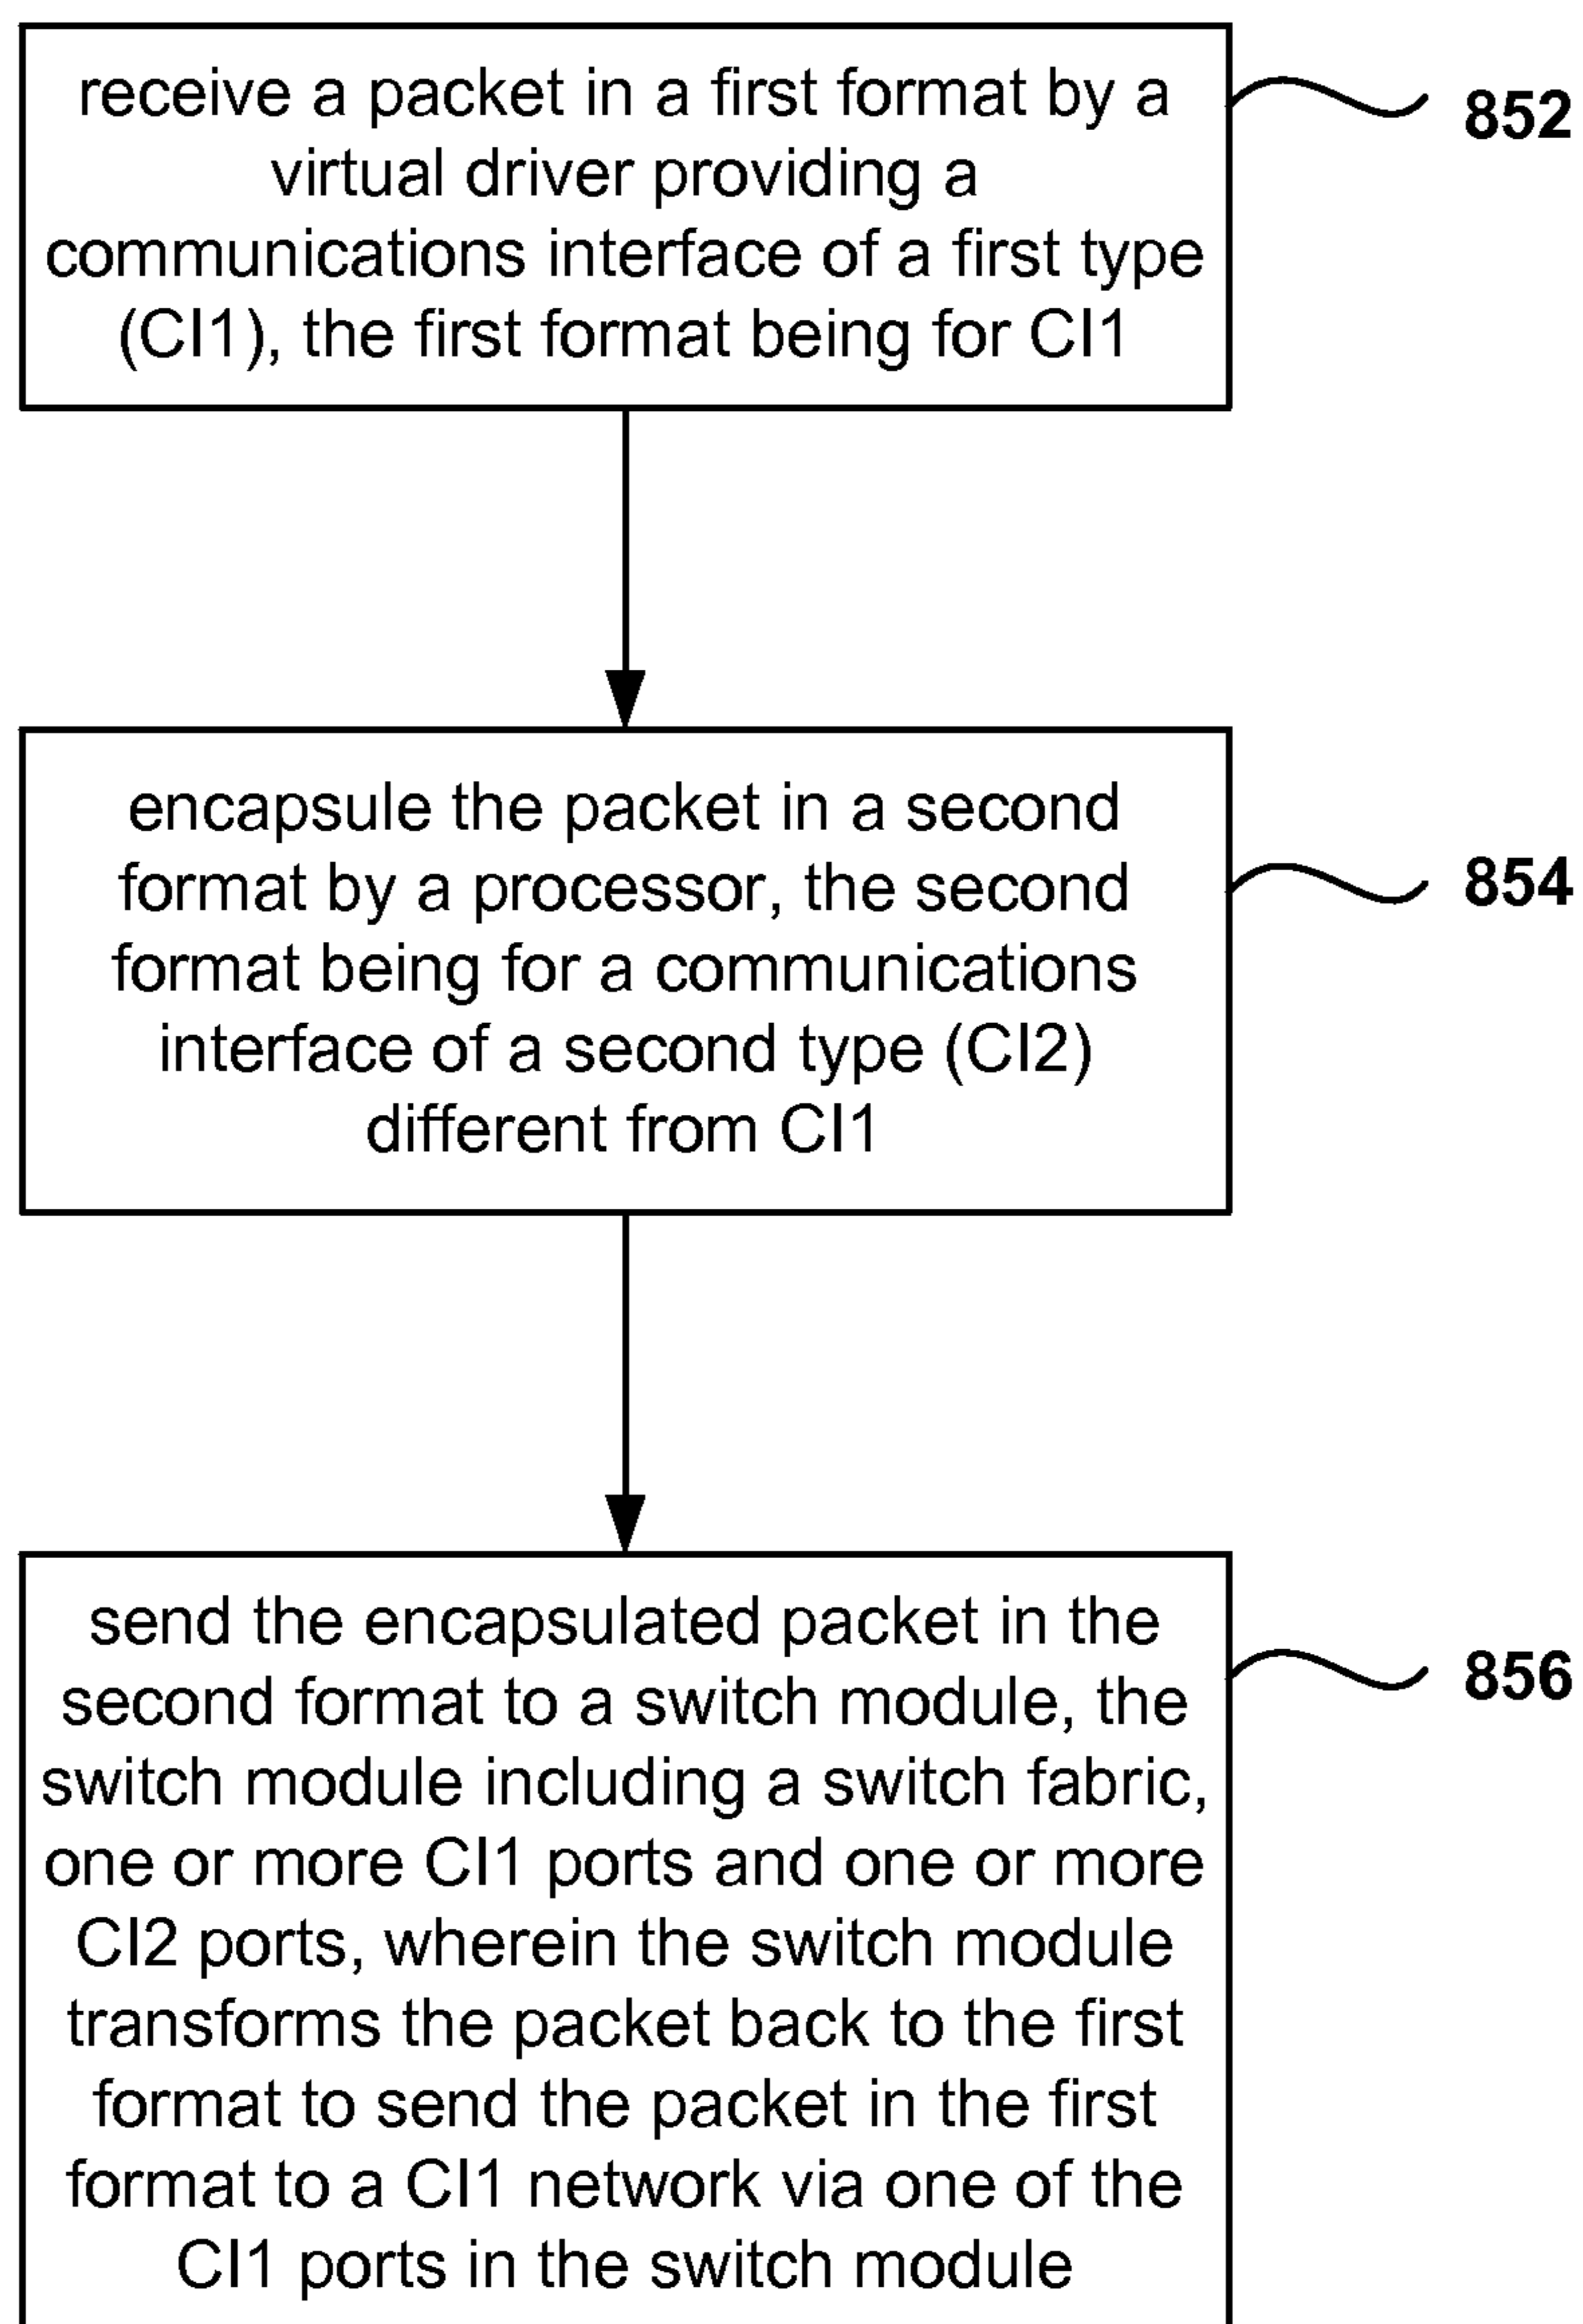 receive a packet in a first format by a
virtual driver providing a
communications interface of a first type
(CI1), the first format being for CI1
852
encapsule the packet in a second
format by a processor, the second
format being for a communications
interface of a second type (CI2)
different from CI1
854
send the encapsulated packet in the
second format to a switch module, the
switch module including a switch fabric,
one or more CI1 ports and one or more
CI2 ports, wherein the switch module
transforms the packet back to the first
format to send the packet in the first
format to a CI1 network via one of the
CI1 ports in the switch module
856